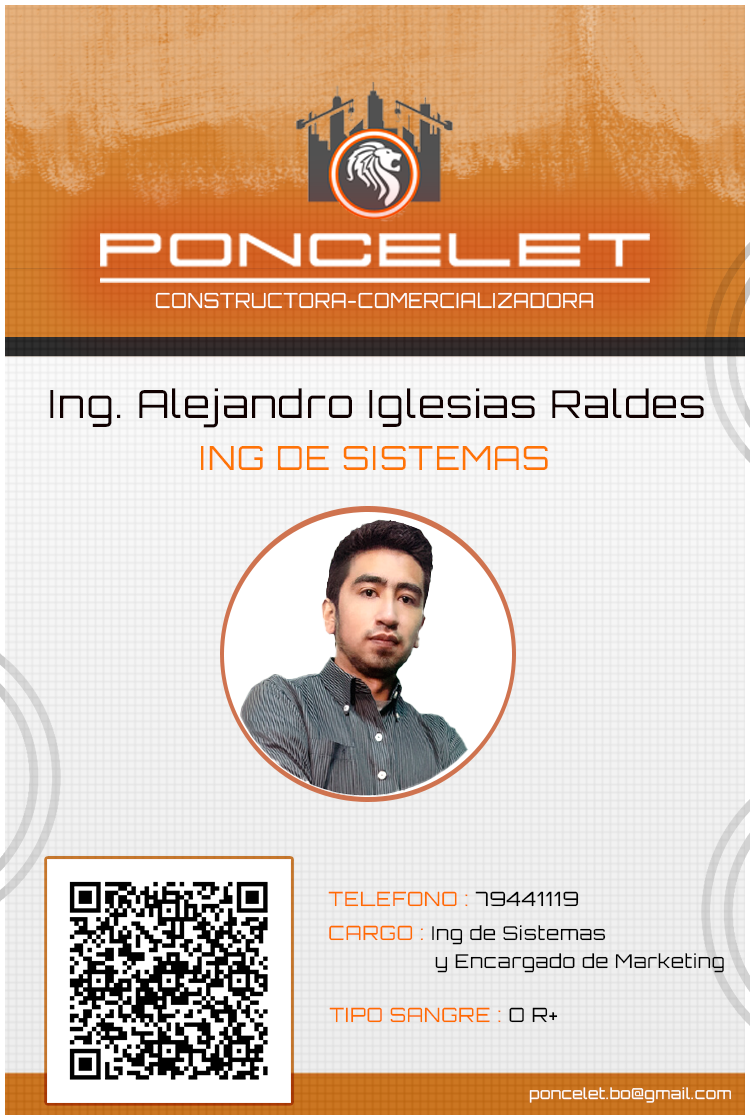 PONCELET
CONSTRUCTORA-COMERCIALIZADORA
Ing. Alejandro Iglesias Raldes
ING DE SISTEMAS
TELEFONO : 79441119
CARGO : Ing de Sistemas
y Encargado de Marketing
TIPO SANGRE : O R+
poncelet.bo@gmail.com